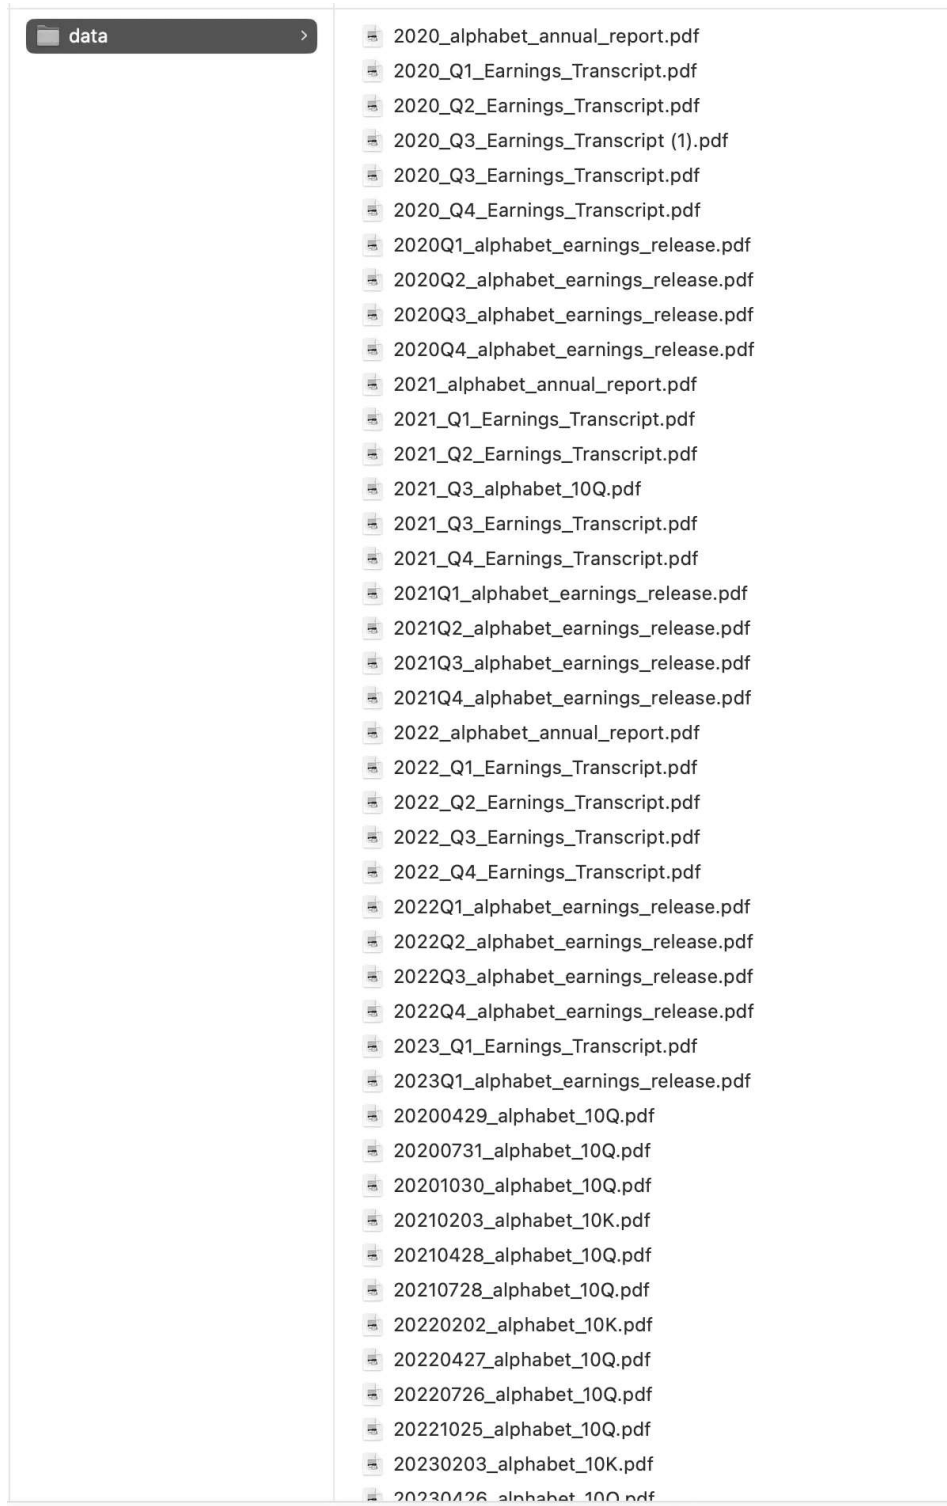 data
2020_alphabet_annual_report.pdf
2020_Q1_Earnings_Transcript.pdf
2020_Q2_Earnings_Transcript.pdf
2020_Q3_Earnings_Transcript (1).pdf
2020_Q3_Earnings_Transcript.pdf
2020_Q4_Earnings_Transcript.pdf
2020Q1_alphabet_earnings_release.pdf
2020Q2_alphabet_earnings_release.pdf
2020Q3_alphabet_earnings_release.pdf
2020Q4_alphabet_earnings_release.pdf
2021_alphabet_annual_report.pdf
2021_Q1_Earnings_Transcript.pdf
2021_Q2_Earnings_Transcript.pdf
2021_Q3_alphabet_10Q.pdf
2021_Q3_Earnings_Transcript.pdf
2021_Q4_Earnings_Transcript.pdf
2021Q1_alphabet_earnings_release.pdf
2021Q2_alphabet_earnings_release.pdf
2021Q3_alphabet_earnings_release.pdf
2021Q4_alphabet_earnings_release.pdf
2022_alphabet_annual_report.pdf
2022_Q1_Earnings_Transcript.pdf
2022_Q2_Earnings_Transcript.pdf
2022_Q3_Earnings_Transcript.pdf
2022_Q4_Earnings_Transcript.pdf
2022Q1_alphabet_earnings_release.pdf
2022Q2_alphabet_earnings_release.pdf
2022Q3_alphabet_earnings_release.pdf
2022Q4_alphabet_earnings_release.pdf
2023_Q1_Earnings_Transcript.pdf
2023Q1_alphabet_earnings_release.pdf
20200429_alphabet_10Q.pdf
20200731_alphabet_10Q.pdf
20201030_alphabet_10Q.pdf
20210203_alphabet_10K.pdf
20210428_alphabet_10Q.pdf
20210728_alphabet_10Q.pdf
20220202_alphabet_10K.pdf
20220427_alphabet_10Q.pdf
20220726_alphabet_10Q.pdf
20221025_alphabet_10Q.pdf
20230203_alphabet_10K.pdf
20230426_alphabet_10Q.pdf